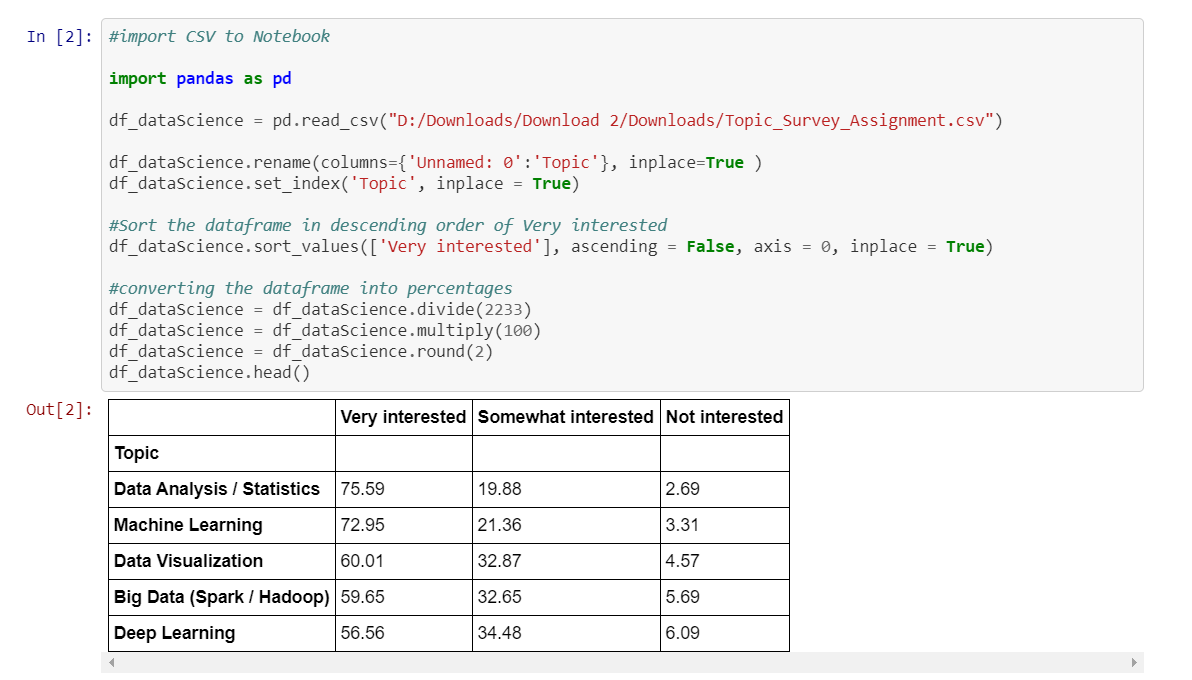 In [2]: #import CSV to Notebook
import pandas as pd
df_dataScience = pd.read_csv("D:/Downloads/Download 2/Downloads/Topic_Survey_Assignment.csv")
df_dataScience.rename(columns={'Unnamed: 0':'Topic'}, inplace=True )
df_dataScience.set_index('Topic', inplace = True)
#Sort the dataframe in descending order of Very interested
df_dataScience.sort_values(['Very interested'], ascending = False, axis = 0, inplace = True)
#converting the dataframe into percentages
df_dataScience = df_dataScience.divide(2233)
df_dataScience = df_dataScience.multiply(100)
df_dataScience = df_dataScience.round(2)
df_dataScience.head()
Out[2]: Very interested Somewhat interested Not interested
Topic
Data Analysis / Statistics 75.59 19.88 2.69
Machine Learning 72.95 21.36 3.31
Data Visualization 60.01 32.87 4.57
Big Data (Spark / Hadoop) 59.65 32.65 5.69
Deep Learning 56.56 34.48 6.09